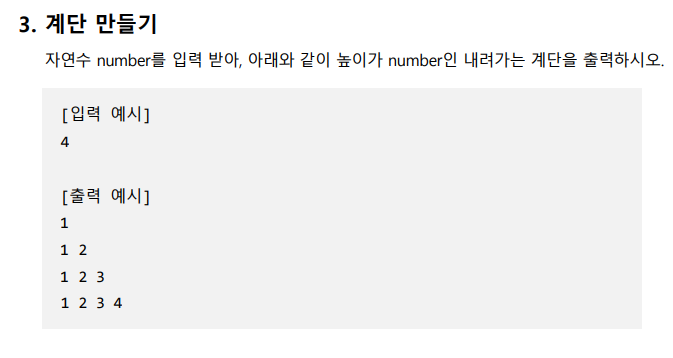 3. 계단 만들기
자연수 number를 입력 받아, 아래와 같이 높이가 number인 내려가는 계단을 출력하시오.
[입력 예시]
4
[출력 예시]
1
1 2
1 2 3
1 2 3 4